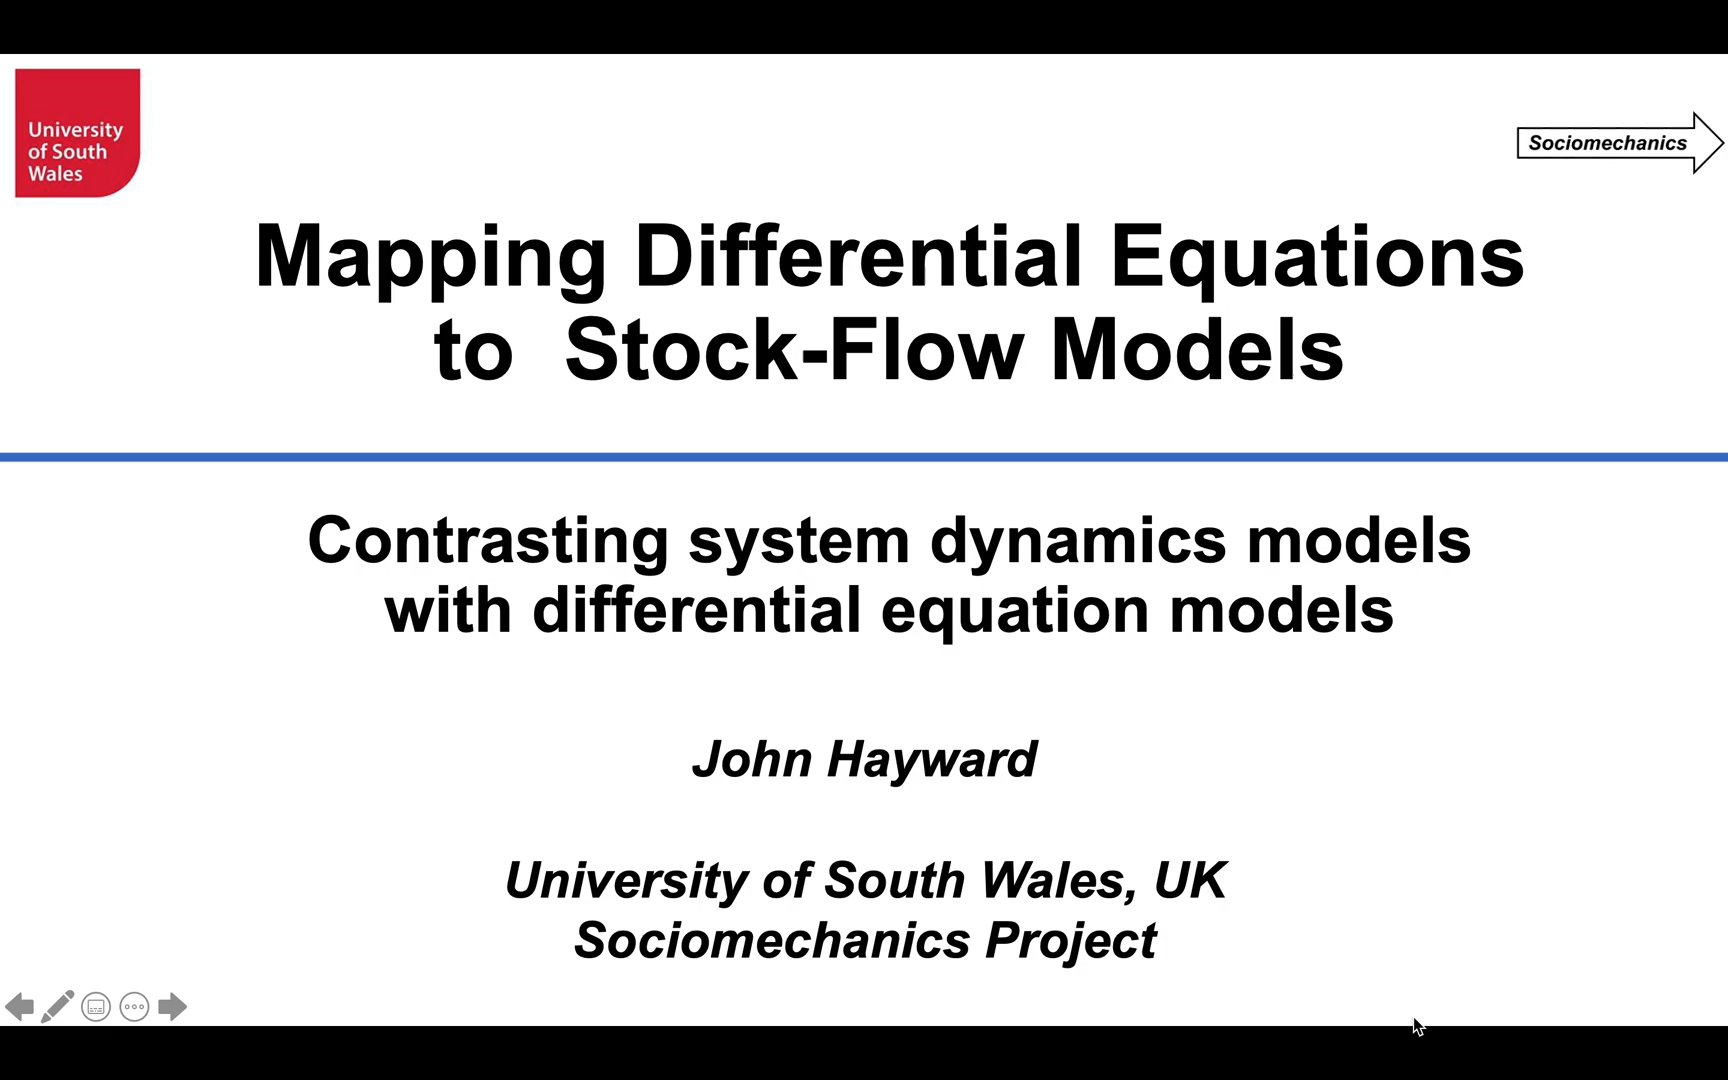 University
of South
Wales
Sociomechanics
Mapping Differential Equations
to  Stock-Flow Models
Contrasting system dynamics models
with differential equation models
John Hayward
University of South Wales, UK
Sociomechanics Project